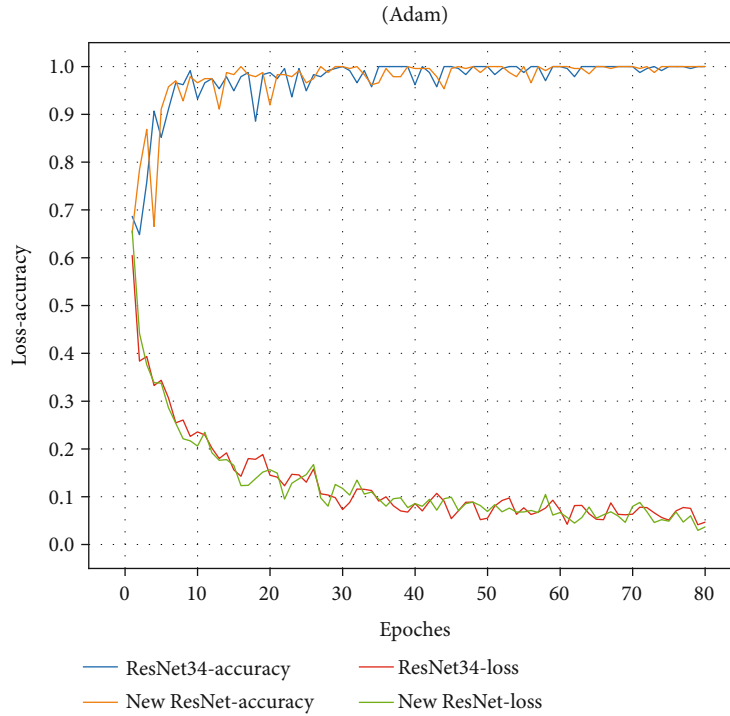 (Adam)
1.0
0.9
0.8
0.7
0.6
0.5
0.4
0.3
0.2
0.1
0.0
Loss-accuracy
0 10 20 30 40 50 60 70 80
Epoches
ResNet34-accuracy ResNet34-loss
New ResNet-accuracy New ResNet-loss